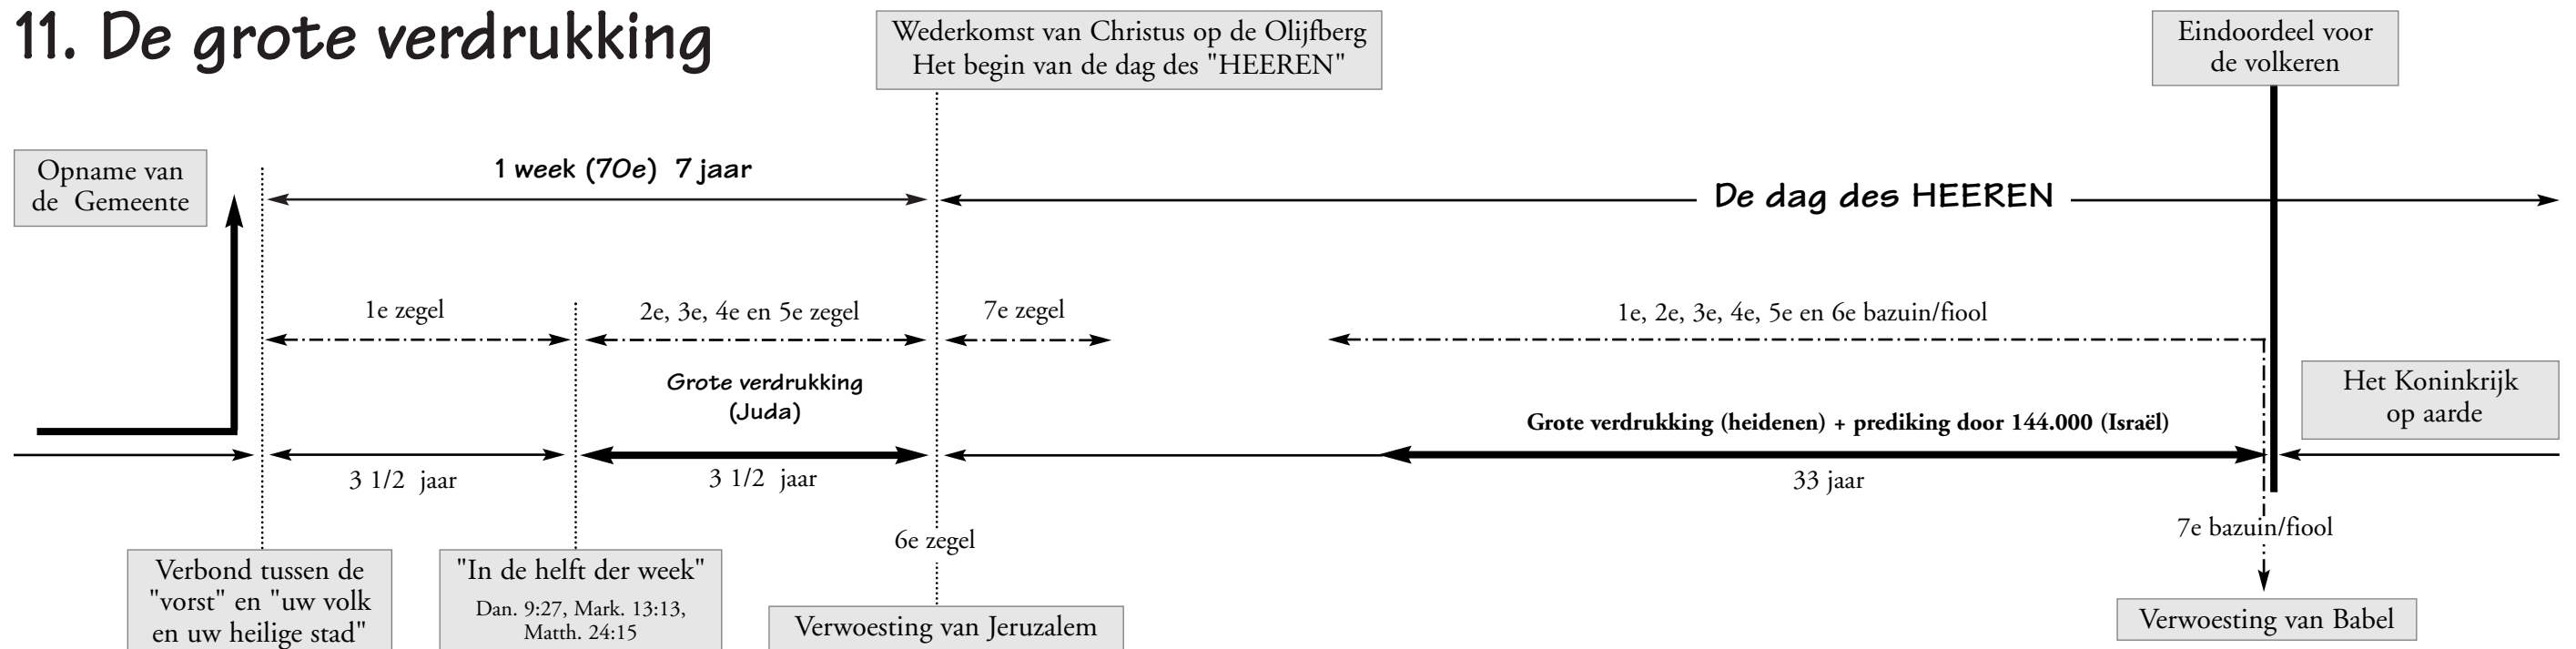 11. De grote verdrukking
Wederkomst van Christus op de Olijfberg
Het begin van de dag des "HEEREN"
Eindoordeel voor
de volkeren
Opname van
de Gemeente
1 week (70e) 7 jaar
De dag des HEEREN
1e zegel
2e, 3e, 4e en 5e zegel
7e zegel
1e, 2e, 3e, 4e, 5e en 6e bazuin/fiool
Grote verdrukking
(Juda)
Het Koninkrijk
op aarde
Grote verdrukking (heidenen) + prediking door 144.000 (Israël)
3 1/2 jaar
3 1/2 jaar
33 jaar
6e zegel
7e bazuin/fiool
Verbond tussen de
"vorst" en "uw volk
en uw heilige stad"
"In de helft der week"
Dan. 9:27, Mark. 13:13,
Matth. 24:15
Verwoesting van Jeruzalem
Verwoesting van Babel